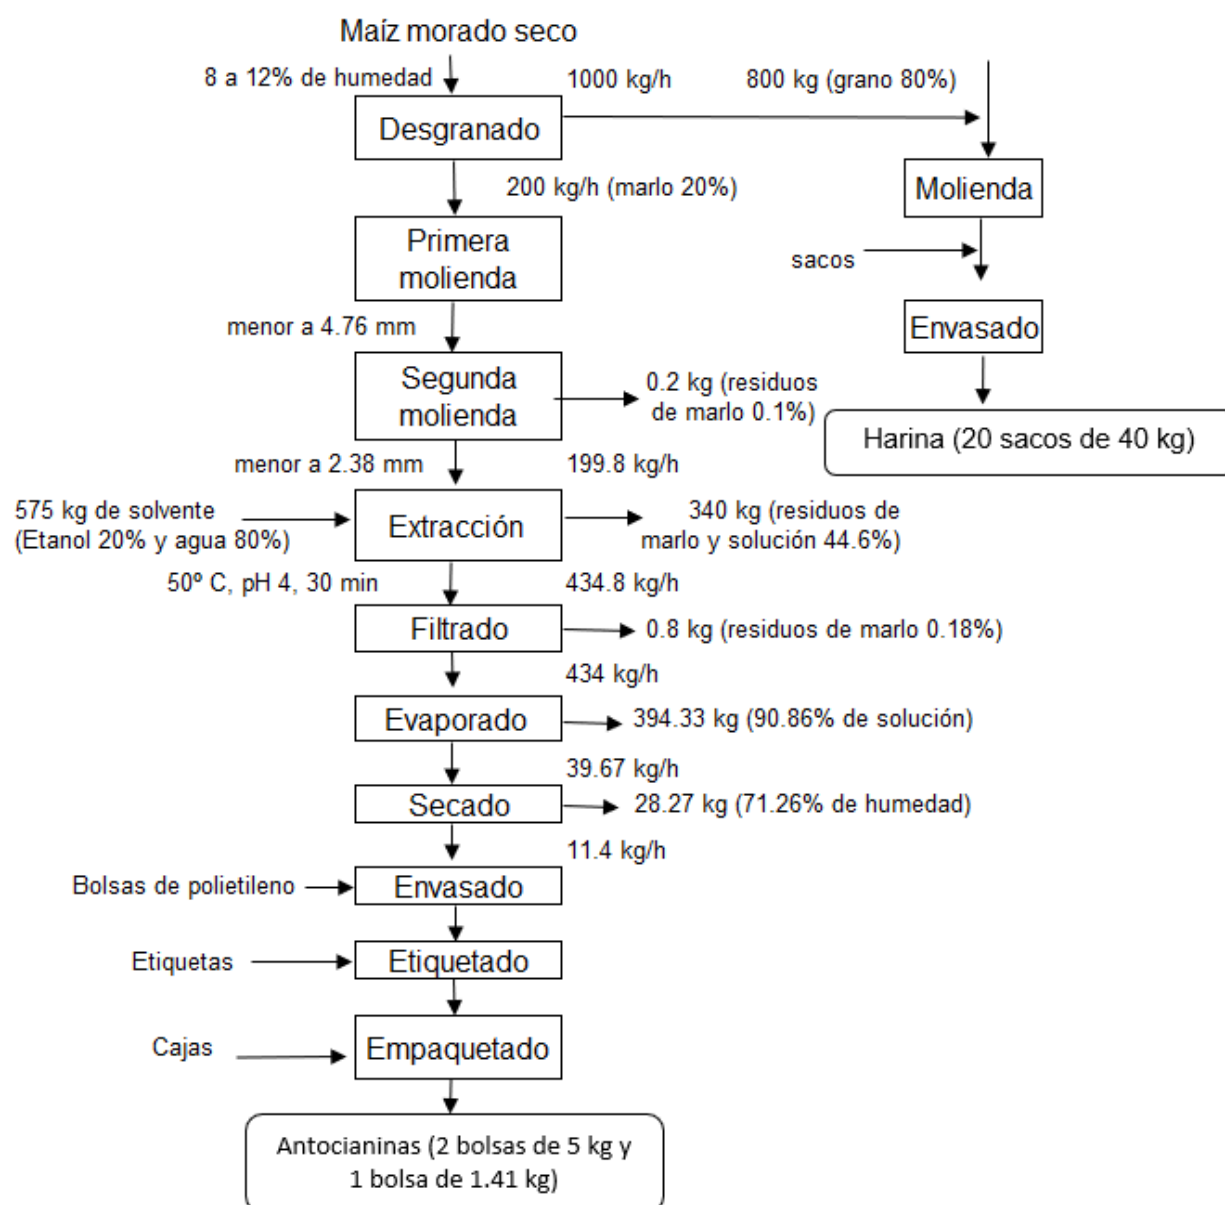 Maíz morado seco
8 a 12% de humedad
1000 kg/h
800 kg (grano 80%)
Desgranado
200 kg/h (marlo 20%)
Molienda
Primera
molienda
sacos
menor a 4.76 mm
Envasado
Segunda
molienda
0.2 kg (residuos
de marlo 0.1%)
Harina (20 sacos de 40 kg)
menor a 2.38 mm
199.8 kg/h
575 kg de solvente
(Etanol 20% y agua 80%)
Extracción
340 kg (residuos de
marlo y solución 44.6%)
50º C, pH 4, 30 min
434.8 kg/h
Filtrado
0.8 kg (residuos de marlo 0.18%)
434 kg/h
Evaporado
394.33 kg (90.86% de solución)
39.67 kg/h
Secado
28.27 kg (71.26% de humedad)
11.4 kg/h
Bolsas de polietileno
Envasado
Etiquetas
Etiquetado
Cajas
Empaquetado
Antocianinas (2 bolsas de 5 kg y
1 bolsa de 1.41 kg)